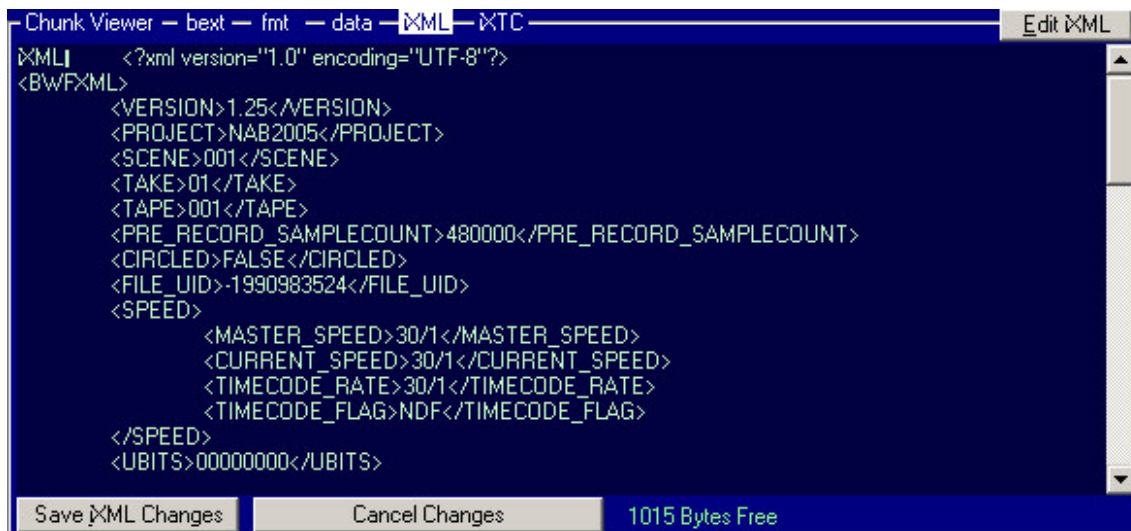 Chunk Viewer — bext — fmt — data — iXML — iXTC
Edit iXML
iXML <?xml version="1.0" encoding="UTF-8"?>
<BWFXML>
<VERSION>1.25</VERSION>
<PROJECT>NAB2005</PROJECT>
<SCENE>001</SCENE>
<TAKE>01</TAKE>
<TAPE>001</TAPE>
<PRE_RECORD_SAMPLECOUNT>480000</PRE_RECORD_SAMPLECOUNT>
<CIRCLED>FALSE</CIRCLED>
<FILE_UID>-1990983524</FILE_UID>
<SPEED>
<MASTER_SPEED>30/1</MASTER_SPEED>
<CURRENT_SPEED>30/1</CURRENT_SPEED>
<TIMECODE_RATE>30/1</TIMECODE_RATE>
<TIMECODE_FLAG>NDF</TIMECODE_FLAG>
</SPEED>
<UBITS>00000000</UBITS>
Save iXML Changes
Cancel Changes
1015 Bytes Free